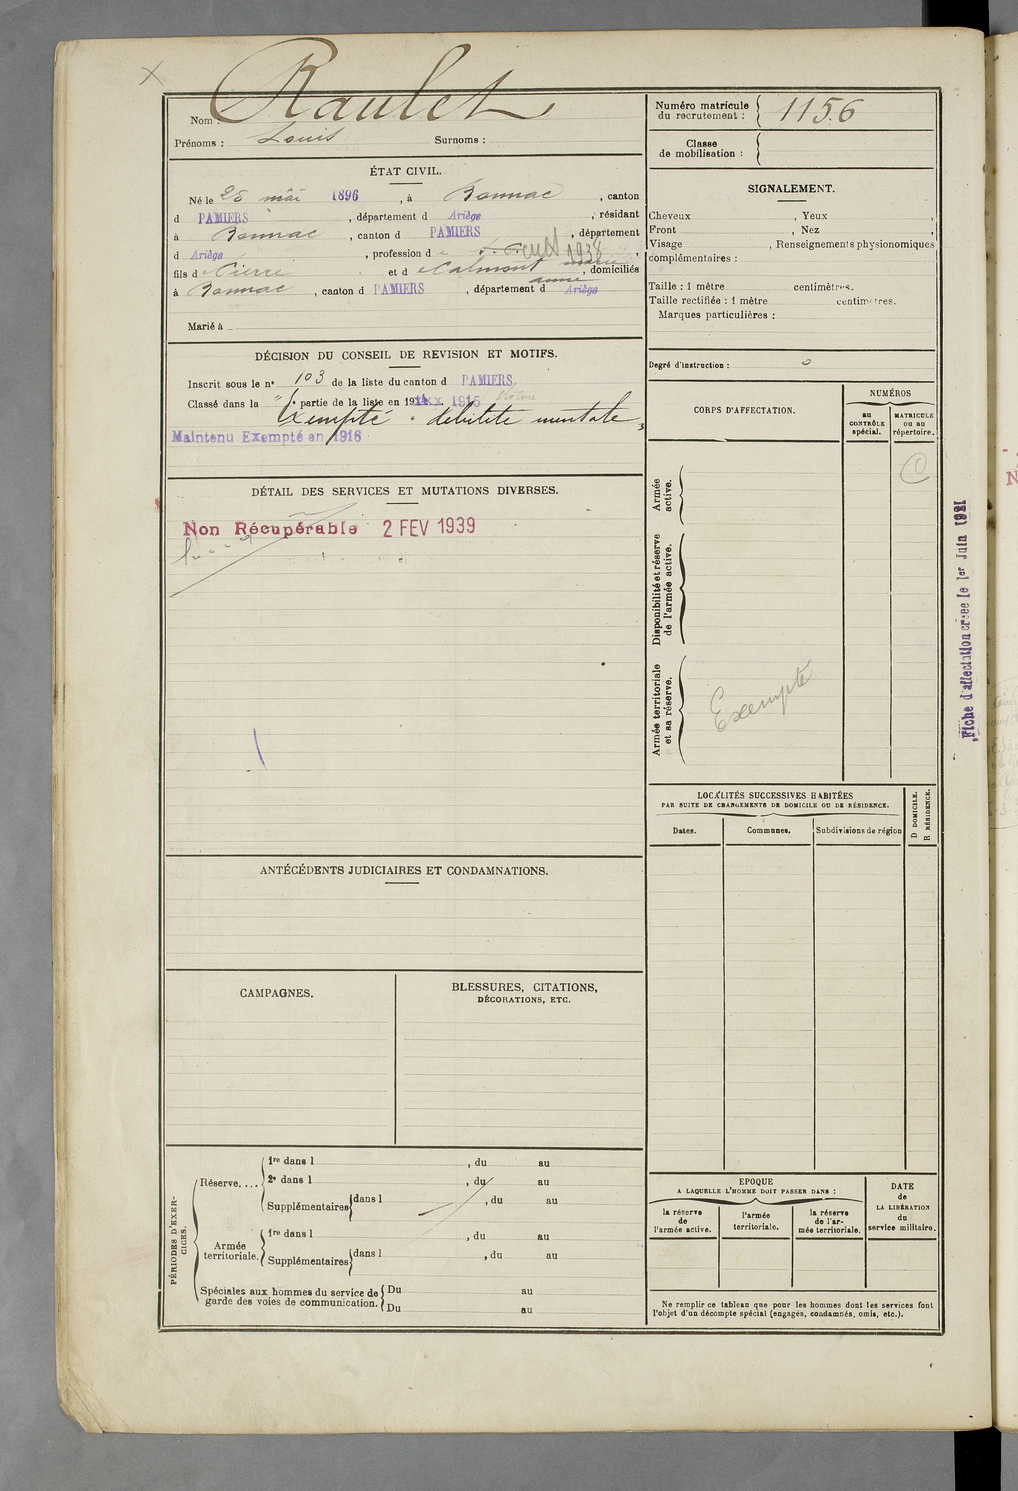 Raulet
Nom :
Prénoms : Louis Surnoms :
ÉTAT CIVIL.
Né le 25 mai 1896, à Bonnac, canton
d PAMIERS, département d Ariège, résidant
à Bonnac, canton d PAMIERS, département
d Ariège, profession de s. c. cult 1938,
fils de Pierre et de Calmont marie, domiciliés
anne
à Bonnac, canton d PAMIERS, département d Ariège
Marié à
DÉCISION DU CONSEIL DE REVISION ET MOTIFS.
Inscrit sous le n° 103 de la liste du canton d PAMIERS
Classé dans la partie de la liste en 191 1915
Exempté " débilité mentale "
Maintenu Exempté en 1916
DÉTAIL DES SERVICES ET MUTATIONS DIVERSES.
Non Récupérable 2 FEV 1939
ANTÉCÉDENTS JUDICIAIRES ET CONDAMNATIONS.
CAMPAGNES.
BLESSURES, CITATIONS,
DÉCORATIONS, ETC.
PÉRIODES D'EXER-
CICES.
Réserve....
1re dans l , du au
2e dans l , du au
Supplémentaires dans l , du au
Armée
territoriale.
1re dans l , du au
Supplémentaires dans l , du au
Spéciales aux hommes du service de
garde des voies de communication.
Du au
Du au
Numéro matricule
du recrutement : 1156
Classe
de mobilisation :
SIGNALEMENT.
Cheveux , Yeux ,
Front , Nez ,
Visage , Renseignements physionomiques
complémentaires :
Taille : 1 mètre centimètres.
Taille rectifiée : 1 mètre centimètres.
Marques particulières :
Degré d'instruction : 0
CORPS D'AFFECTATION.
NUMÉROS
au
CONTRÔLE
spécial.
MATRICULE
ou au
répertoire.
C
Armée
active.
Disponibilité et réserve
de l'armée active.
Armée territoriale
et sa réserve.
Exempté
LOCALITÉS SUCCESSIVES HABITÉES
PAR SUITE DE CHANGEMENTS DE DOMICILE OU DE RÉSIDENCE.
D DOMICILE.
R RÉSIDENCE.
Dates. Communes. Subdivisions de région
EPOQUE
A LAQUELLE L'HOMME DOIT PASSER DANS :
la réserve
de
l'armée active.
l'armée
territoriale.
la réserve
de l'ar-
mée territoriale.
DATE
de
LA LIBÉRATION
du
service militaire.
Ne remplir ce tableau que pour les hommes dont les services font
l'objet d'un décompte spécial (engagés, condamnés, omis, etc.).
Fiche d'affectation créée le 1er Juin 1921